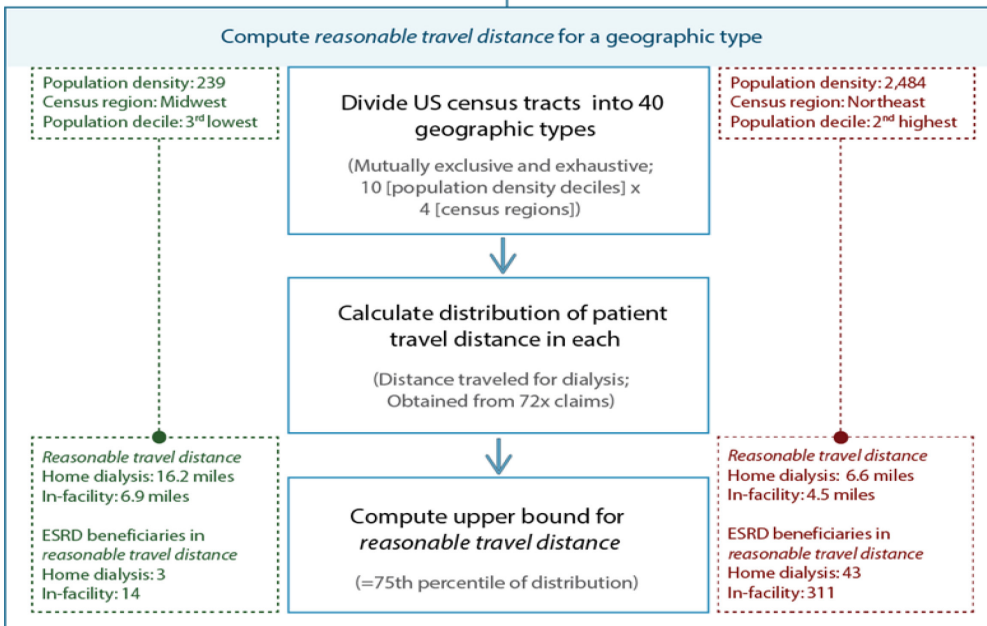 Compute reasonable travel distance for a geographic type
Population density: 239
Census region: Midwest
Population decile: 3rd lowest
Divide US census tracts into 40
geographic types
(Mutually exclusive and exhaustive;
10 [population density deciles] x
4 [census regions])
Population density: 2,484
Census region: Northeast
Population decile: 2nd highest
Calculate distribution of patient
travel distance in each
(Distance traveled for dialysis;
Obtained from 72x claims)
Reasonable travel distance
Home dialysis: 16.2 miles
In-facility: 6.9 miles
ESRD beneficiaries in
reasonable travel distance
Home dialysis: 3
In-facility: 14
Compute upper bound for
reasonable travel distance
(=75th percentile of distribution)
Reasonable travel distance
Home dialysis: 6.6 miles
In-facility: 4.5 miles
ESRD beneficiaries in
reasonable travel distance
Home dialysis: 43
In-facility: 311